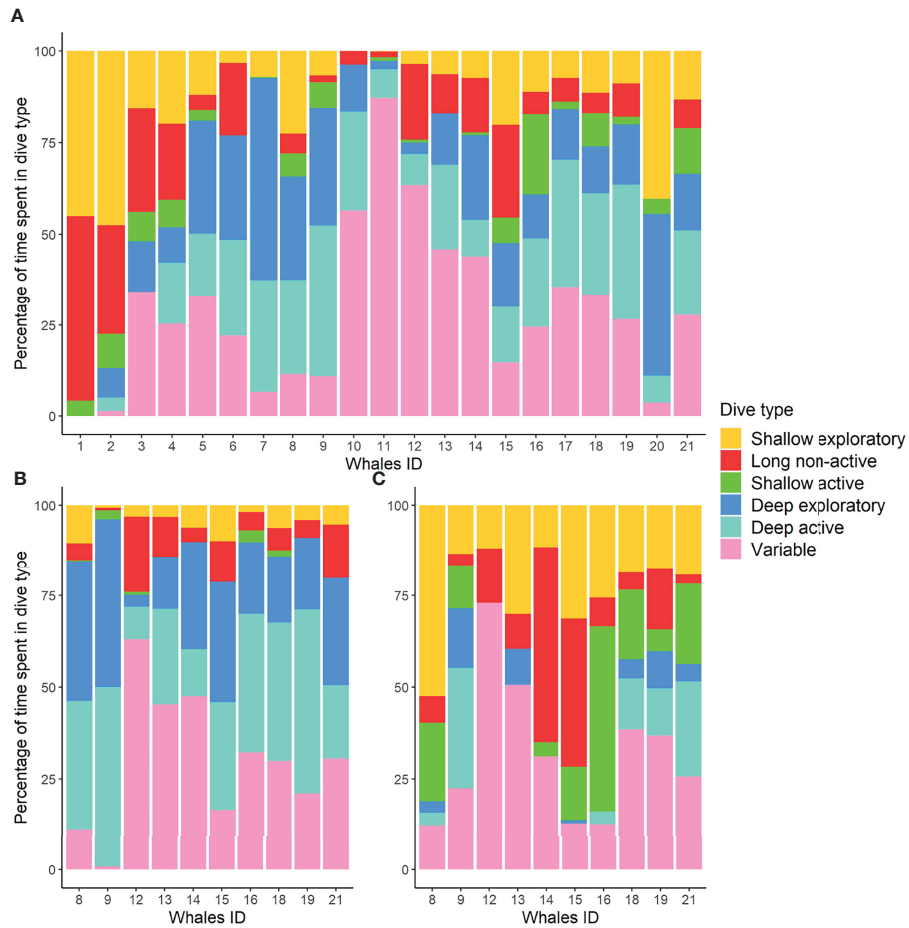 A
Percentage of time spent in dive type
100
75
50
25
0
1 2 3 4 5 6 7 8 9 10 11 12 13 14 15 16 17 18 19 20 21
Whales ID
Dive type
Shallow exploratory
Long non-active
Shallow active
Deep exploratory
Deep active
Variable
B
Percentage of time spent in dive type
100
75
50
25
0
8 9 12 13 14 15 16 18 19 21
Whales ID
C
100
75
50
25
0
8 9 12 13 14 15 16 18 19 21
Whales ID